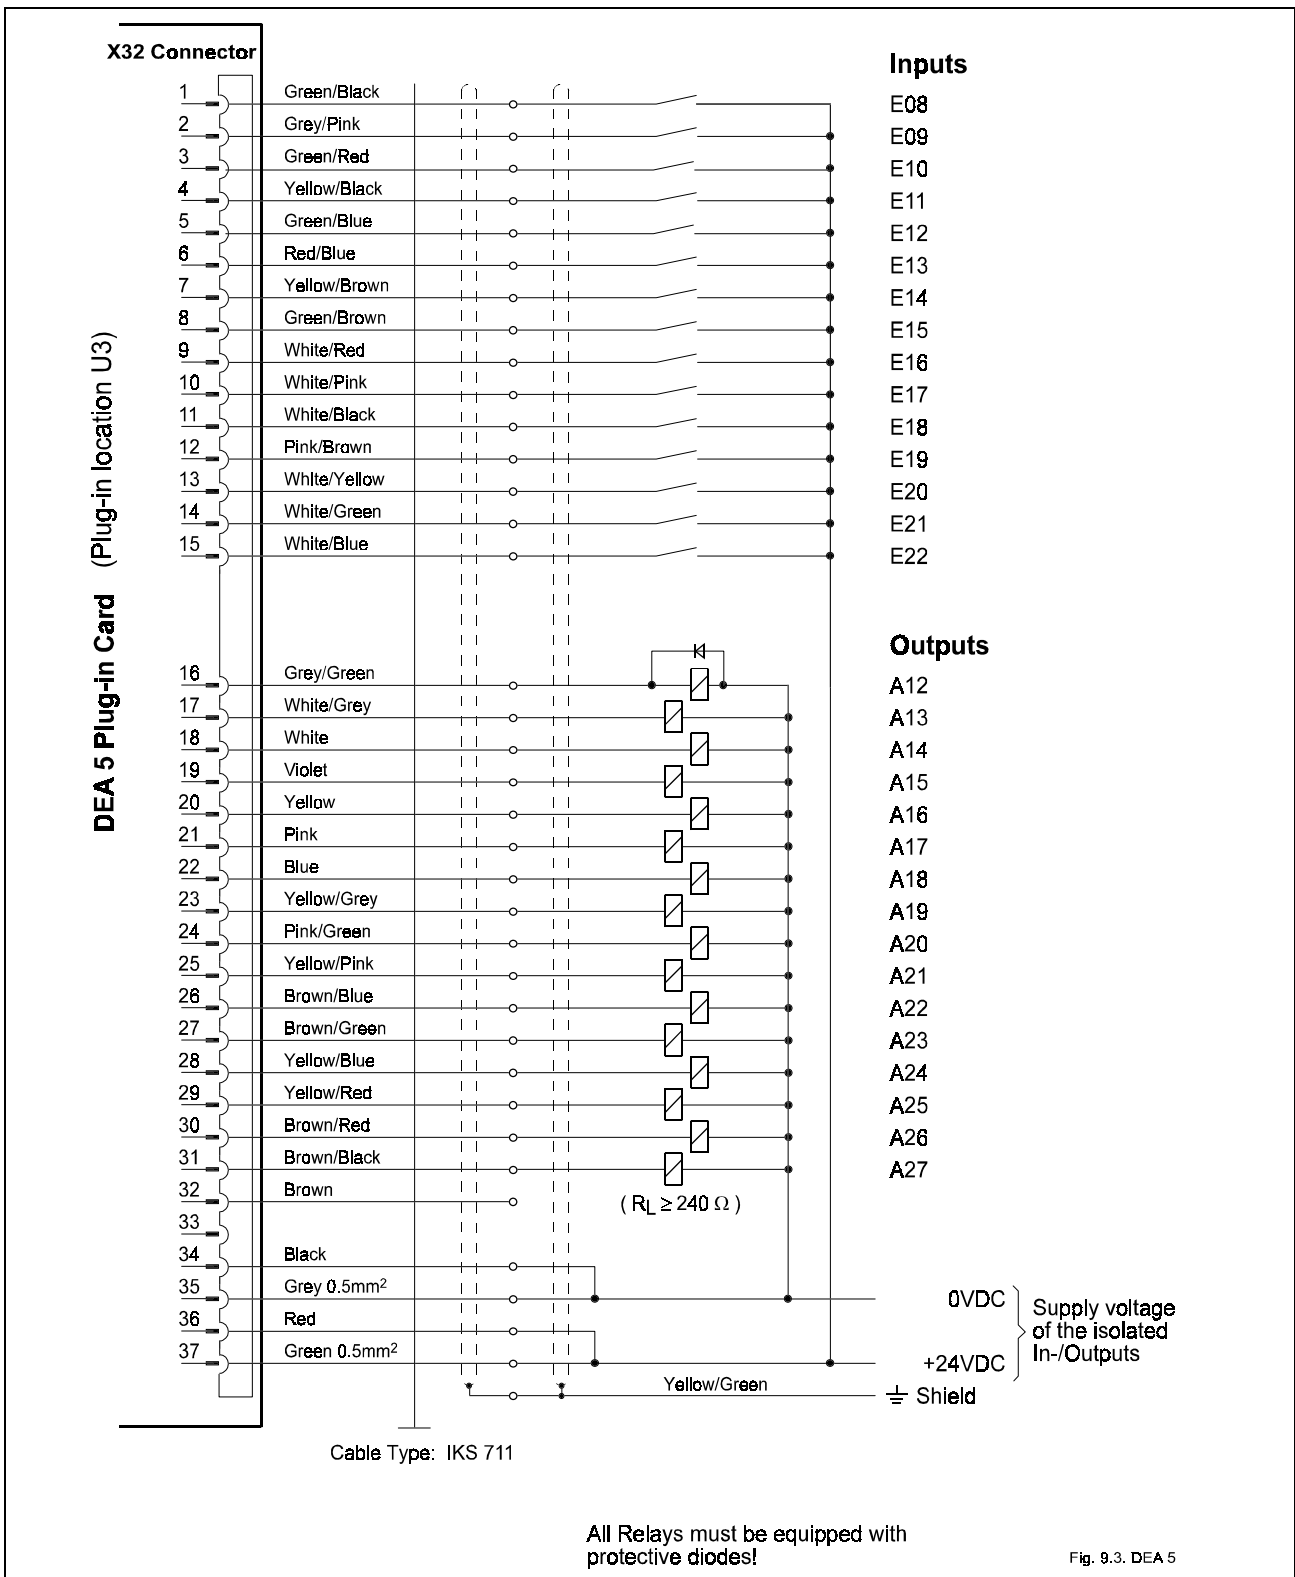 X32 Connector
Inputs
1 Green/Black E08
2 Grey/Pink E09
3 Green/Red E10
4 Yellow/Black E11
5 Green/Blue E12
6 Red/Blue E13
7 Yellow/Brown E14
8 Green/Brown E15
9 White/Red E16
10 White/Pink E17
11 White/Black E18
12 Pink/Brown E19
13 White/Yellow E20
14 White/Green E21
15 White/Blue E22
DEA 5 Plug-in Card (Plug-in location U3)
Outputs
16 Grey/Green A12
17 White/Grey A13
18 White A14
19 Violet A15
20 Yellow A16
21 Pink A17
22 Blue A18
23 Yellow/Grey A19
24 Pink/Green A20
25 Yellow/Pink A21
26 Brown/Blue A22
27 Brown/Green A23
28 Yellow/Blue A24
29 Yellow/Red A25
30 Brown/Red A26
31 Brown/Black A27
32 Brown
( RL ≥ 240 Ω )
33
34 Black
35 Grey 0.5mm²
36 Red
37 Green 0.5mm²
0VDC
+24VDC
Supply voltage
of the isolated
In-/Outputs
Yellow/Green
Shield
Cable Type: IKS 711
All Relays must be equipped with
protective diodes!
Fig. 9.3. DEA 5